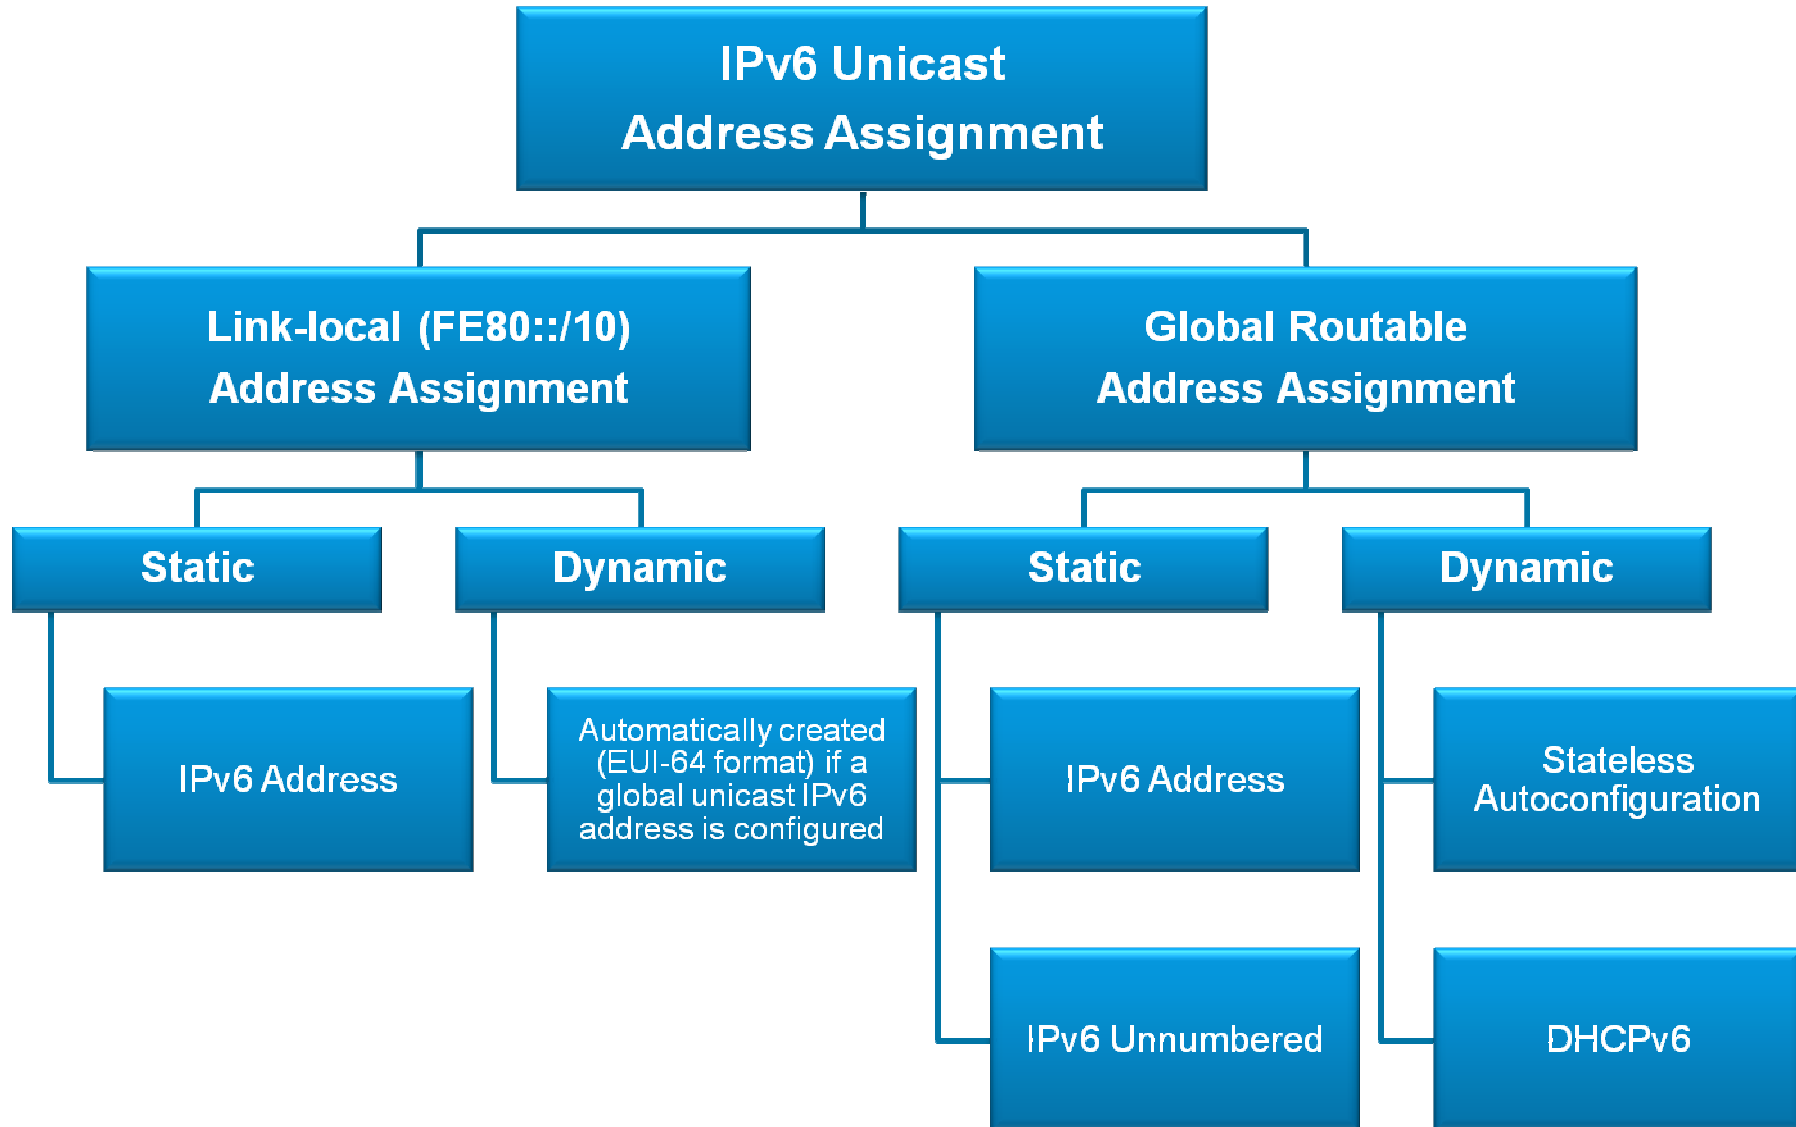 IPv6 Unicast
Address Assignment
Link-local (FE80::/10)
Address Assignment
Global Routable
Address Assignment
Static
Dynamic
Static
Dynamic
IPv6 Address
Automatically created
(EUI-64 format) if a
global unicast IPv6
address is configured
IPv6 Address
Stateless
Autoconfiguration
IPv6 Unnumbered
DHCPv6